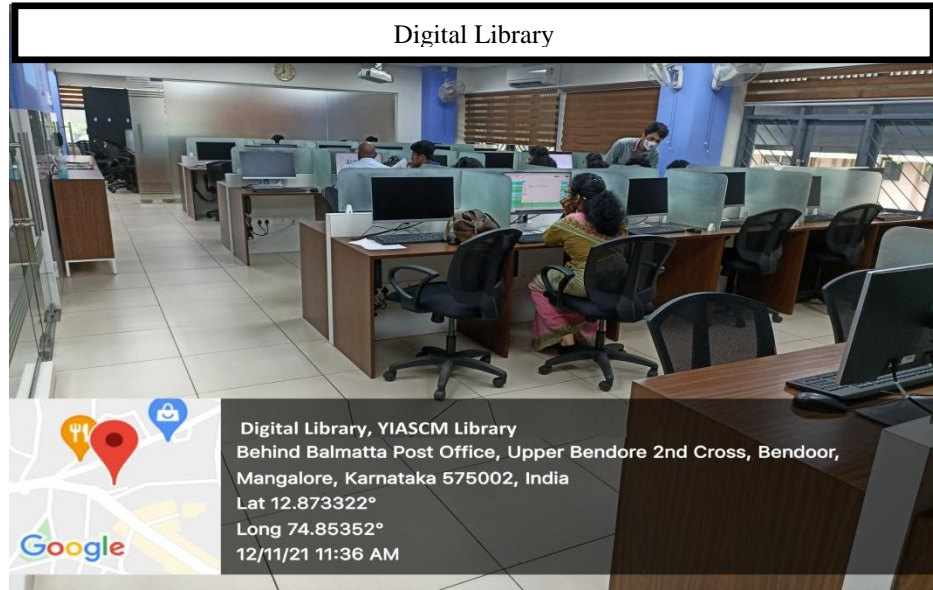 Digital Library
Digital Library, YIASCM Library
Behind Balmatta Post Office, Upper Bendore 2nd Cross, Bendoor,
Mangalore, Karnataka 575002, India
Lat 12.873322°
Long 74.85352°
12/11/21 11:36 AM
Google